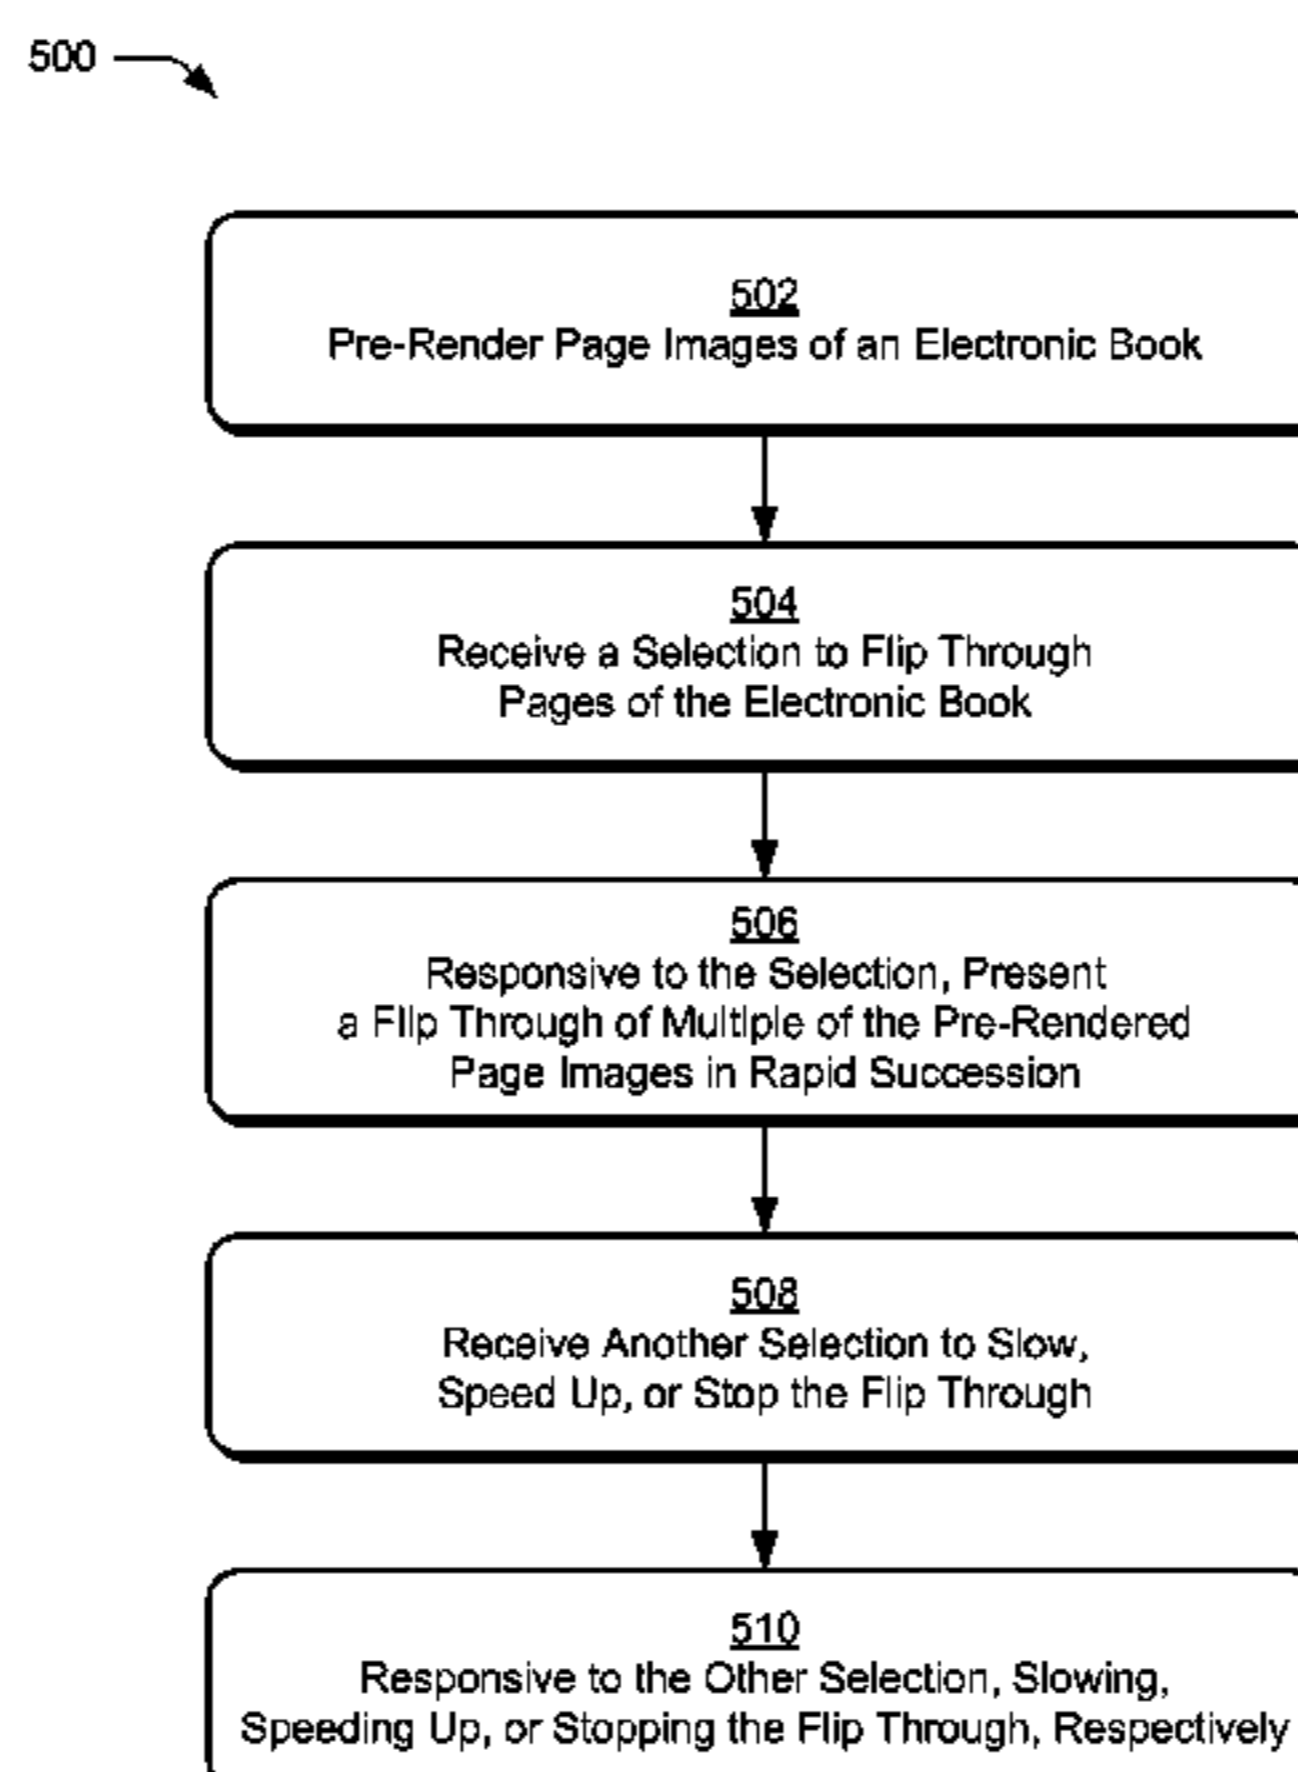 500
502
Pre-Render Page Images of an Electronic Book
504
Receive a Selection to Flip Through
Pages of the Electronic Book
506
Responsive to the Selection, Present
a Flip Through of Multiple of the Pre-Rendered
Page Images in Rapid Succession
508
Receive Another Selection to Slow,
Speed Up, or Stop the Flip Through
510
Responsive to the Other Selection, Slowing,
Speeding Up, or Stopping the Flip Through, Respectively